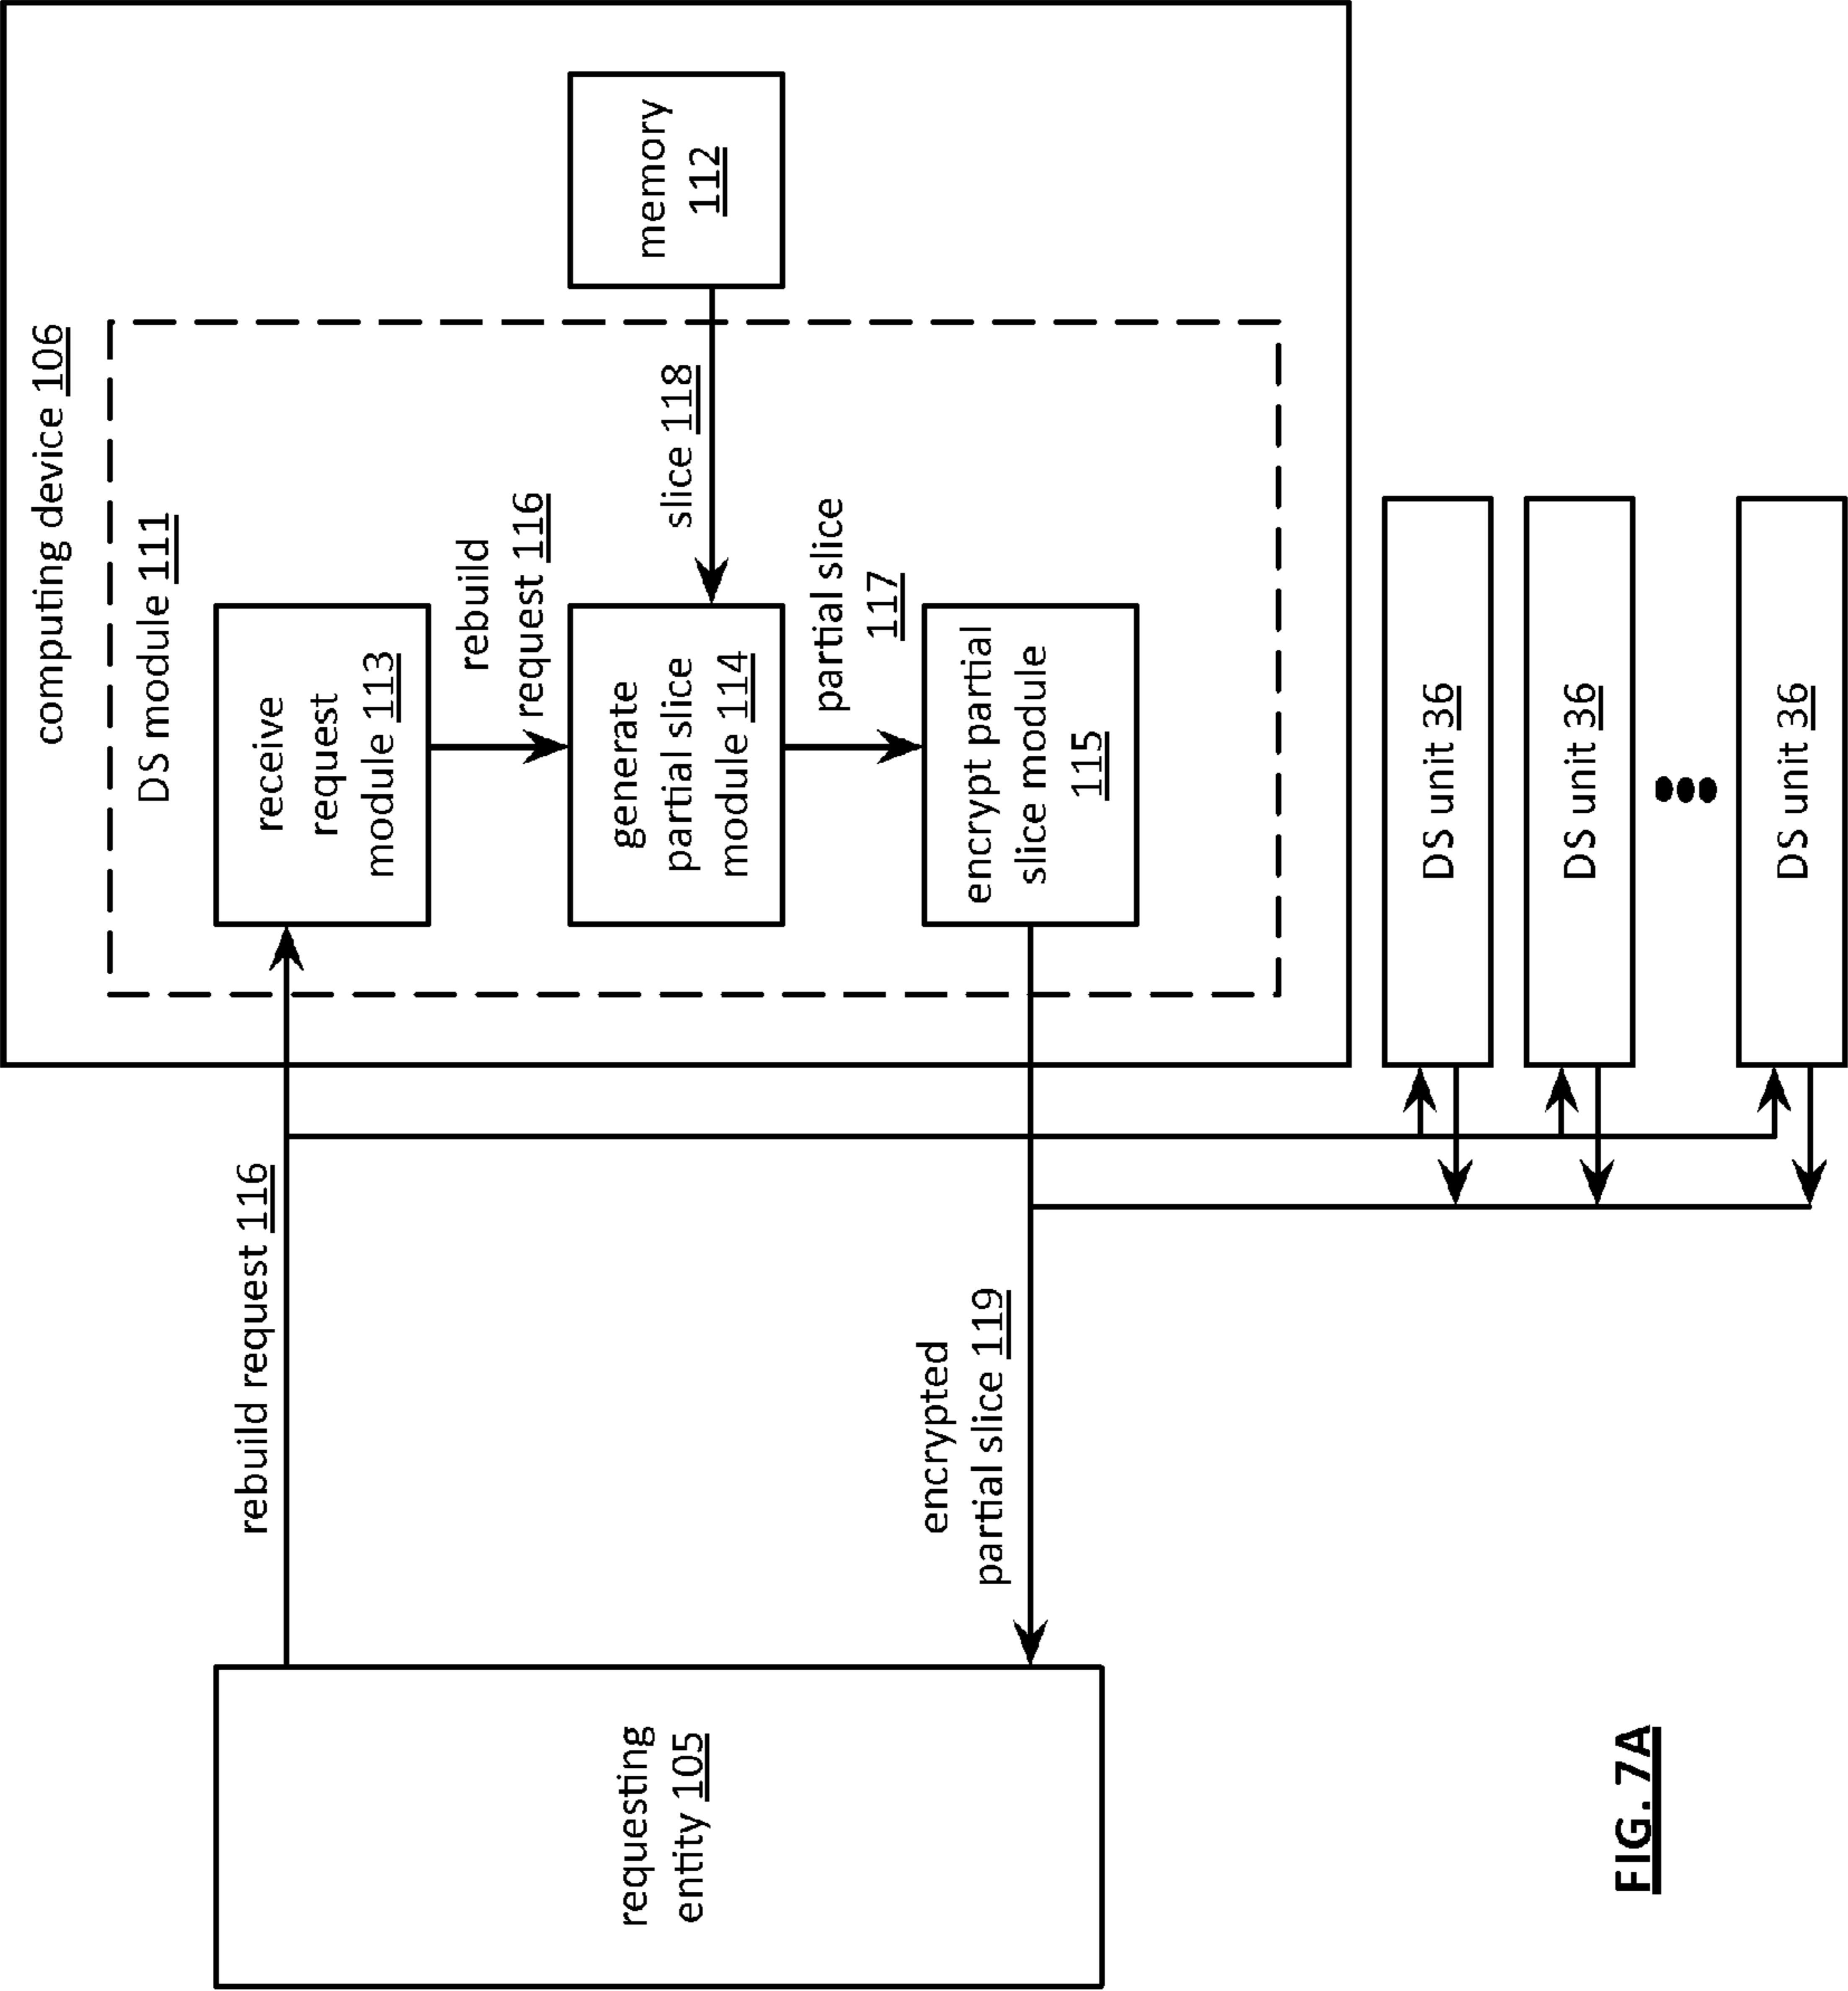 computing device 106
DS module 111
rebuild request 116
receive
request
module 113
rebuild
request 116
generate
partial slice
module 114
slice 118
memory
112
partial slice
117
encrypt partial
slice module
115
requesting
entity 105
encrypted
partial slice 119
DS unit 36
DS unit 36
DS unit 36
FIG. 7A